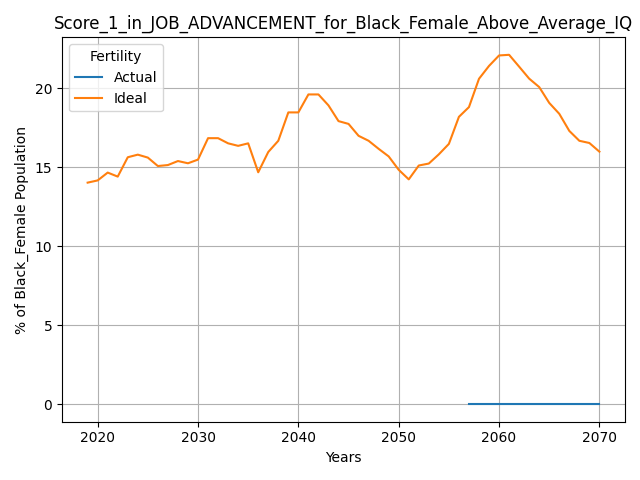 Score_1_in_JOB_ADVANCEMENT_for_Black_Female_Above_Average_IQ
Fertility
Actual
Ideal
% of Black_Female Population
20
15
10
5
0
2020 2030 2040 2050 2060 2070
Years